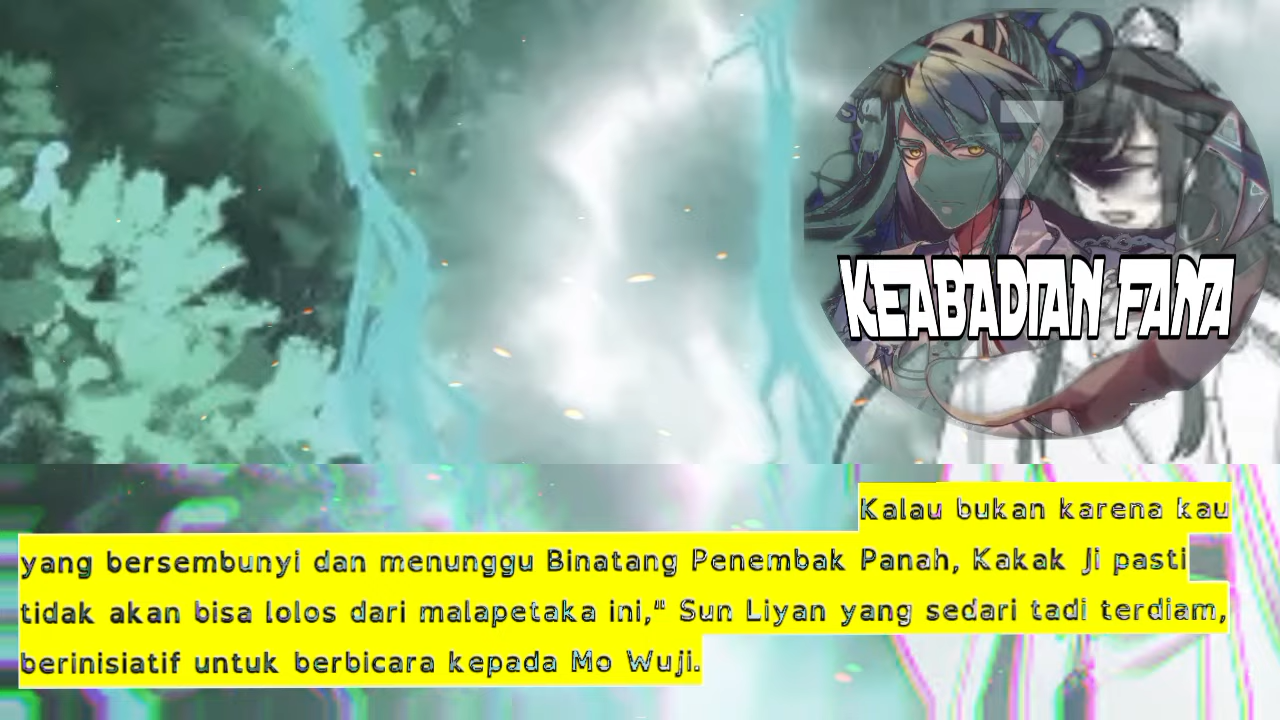 7
KEABADIAN FANA
Kalau bukan karena kau
yang bersembunyi dan menunggu Binatang Penembak Panah, Kakak Ji pasti
tidak akan bisa lolos dari malapetaka ini," Sun Liyan yang sedari tadi terdiam,
berinisiatif untuk berbicara kepada Mo Wuji.